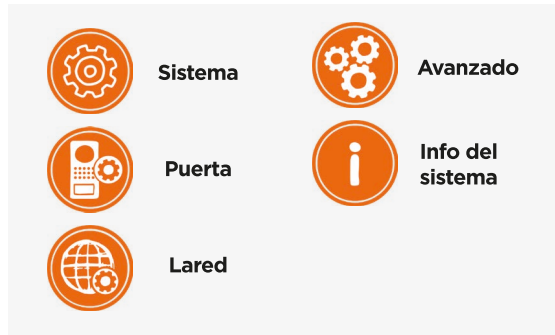 Sistema
Avanzado
Puerta
Info del
sistema
Lared